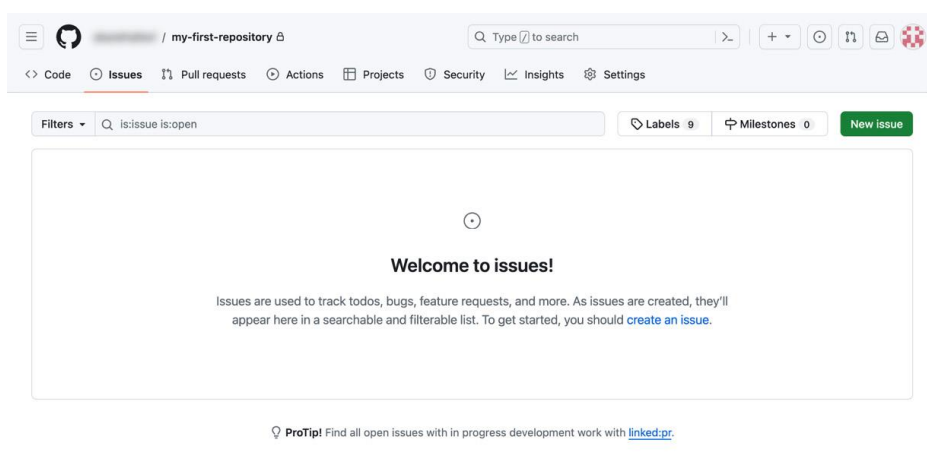 / my-first-repository
Type / to search
Code Issues Pull requests Actions Projects Security Insights Settings
Filters is:issue is:open Labels 9 Milestones 0 New issue
Welcome to issues!
Issues are used to track todos, bugs, feature requests, and more. As issues are created, they'll
appear here in a searchable and filterable list. To get started, you should create an issue.
ProTip! Find all open issues with in progress development work with linked:pr.